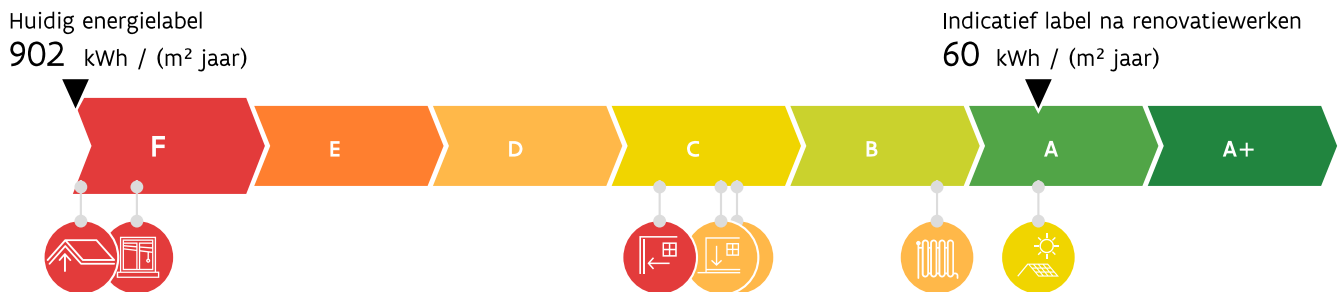 Huidig energielabel
902 kWh / (m² jaar)
Indicatief label na renovatiewerken
60 kWh / (m² jaar)
F
E
D
C
B
A
A+